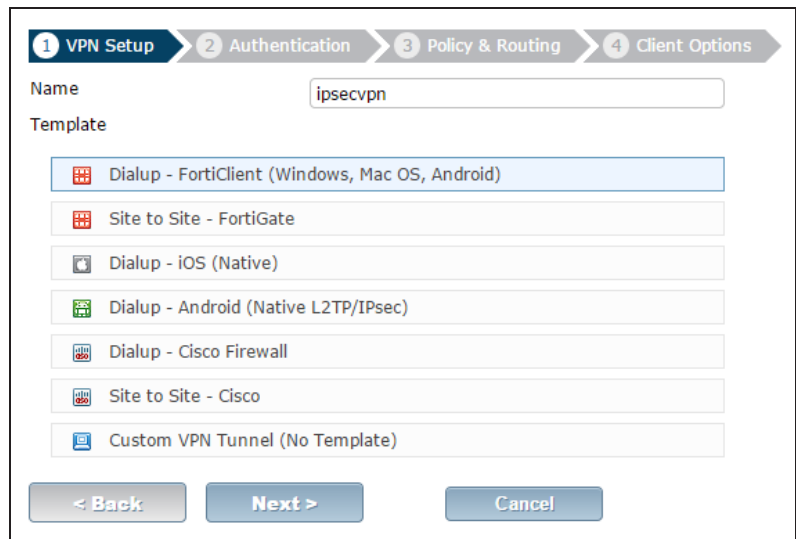 1 VPN Setup 2 Authentication 3 Policy & Routing 4 Client Options
Name ipsecvpn
Template
Dialup - FortiClient (Windows, Mac OS, Android)
Site to Site - FortiGate
Dialup - iOS (Native)
Dialup - Android (Native L2TP/IPsec)
Dialup - Cisco Firewall
Site to Site - Cisco
Custom VPN Tunnel (No Template)
< Back Next > Cancel